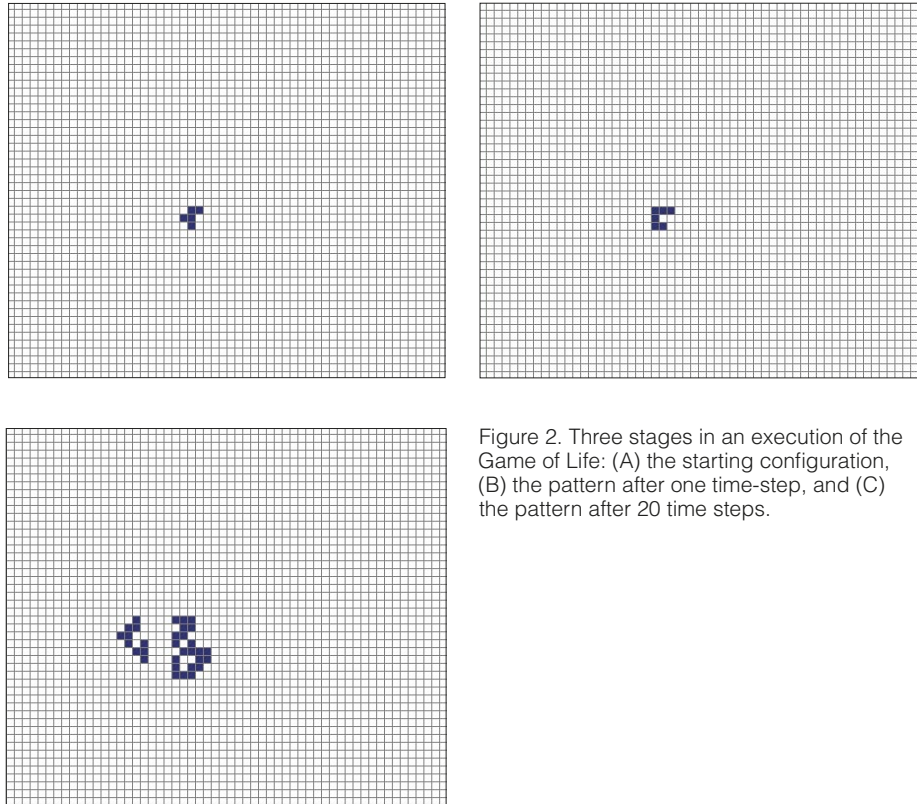 Figure 2. Three stages in an execution of the
Game of Life: (A) the starting configuration,
(B) the pattern after one time-step, and (C)
the pattern after 20 time steps.